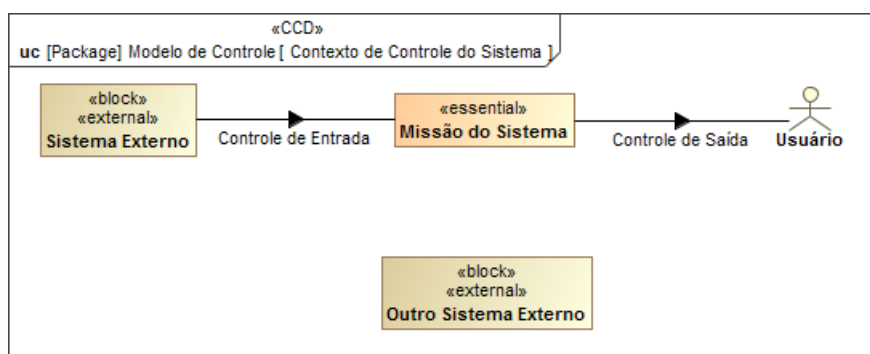 «CCD»
uc [Package] Modelo de Controle [ Contexto de Controle do Sistema ]
«block»
«external»
Sistema Externo
Controle de Entrada
«essential»
Missão do Sistema
Controle de Saída
Usuário
«block»
«external»
Outro Sistema Externo